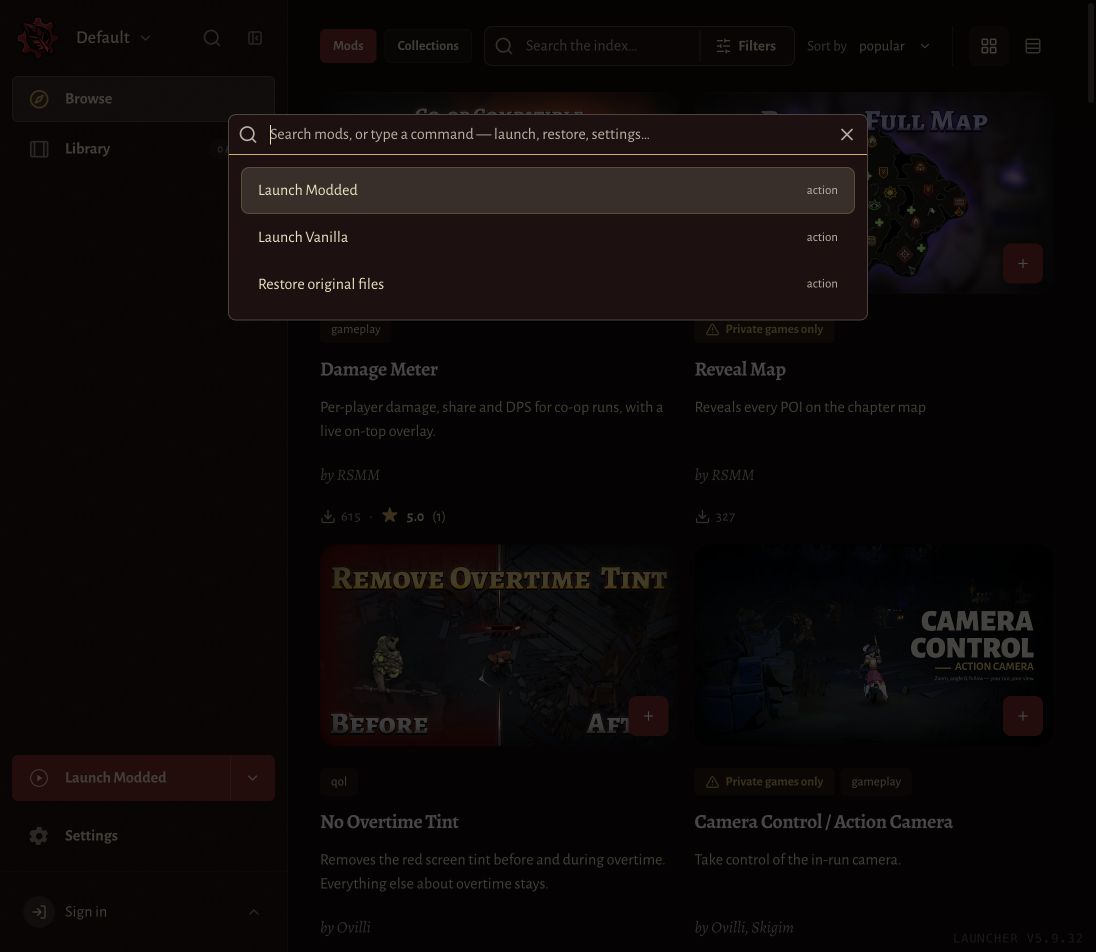 Default
Mods
Collections
Search the index...
Filters
Sort by
popular
Browse
Library
Search mods, or type a command — launch, restore, settings...
Launch Modded
action
Launch Vanilla
action
Restore original files
action
Full Map
gameplay
Private games only
Damage Meter
Reveal Map
Per-player damage, share and DPS for co-op runs, with a
live on-top overlay.
Reveals every POI on the chapter map
by RSMM
by RSMM
615 · 5.0 (1)
327
Remove Overtime Tint
Before
CAMERA
CONTROL
ACTION CAMERA
qol
Private games only
gameplay
No Overtime Tint
Camera Control / Action Camera
Removes the red screen tint before and during overtime.
Everything else about overtime stays.
Take control of the in-run camera.
by Ovilli
by Ovilli, Skigim
Launch Modded
Settings
Sign in
LAUNCHER V5.9.32